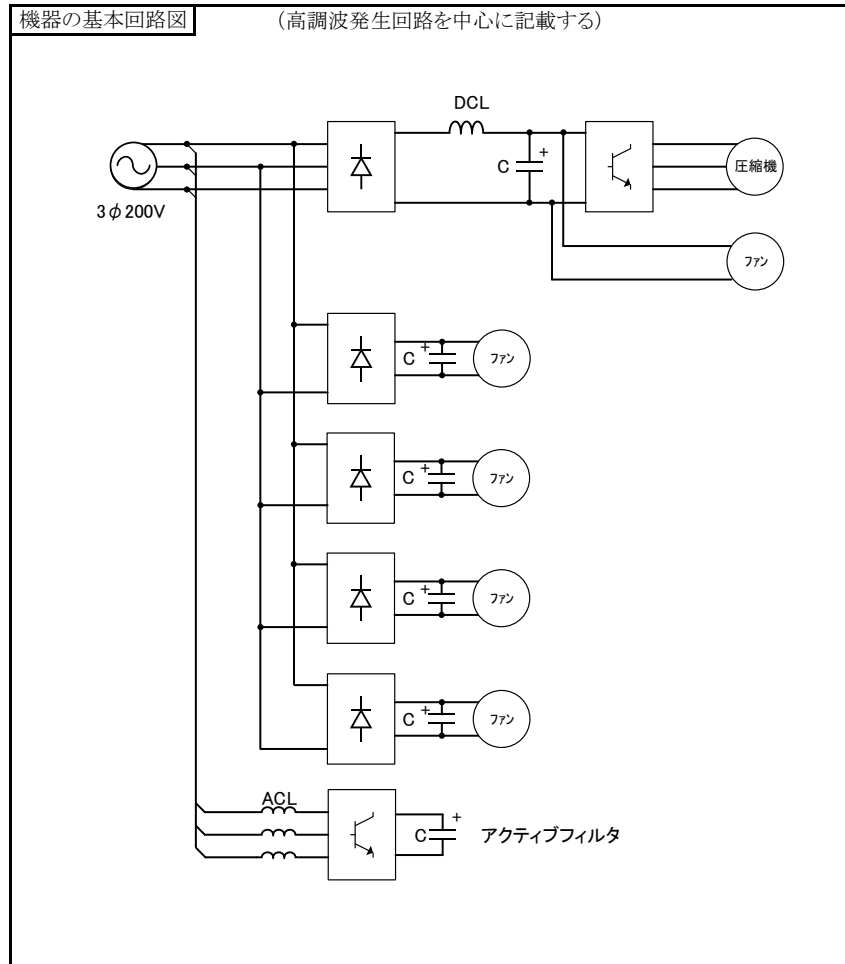 機器の基本回路図
(高調波発生回路を中心に記載する)
DCL
C +
圧縮機
3φ200V
ファン
C + ファン
C + ファン
C + ファン
C + ファン
ACL
C + アクティブフィルタ